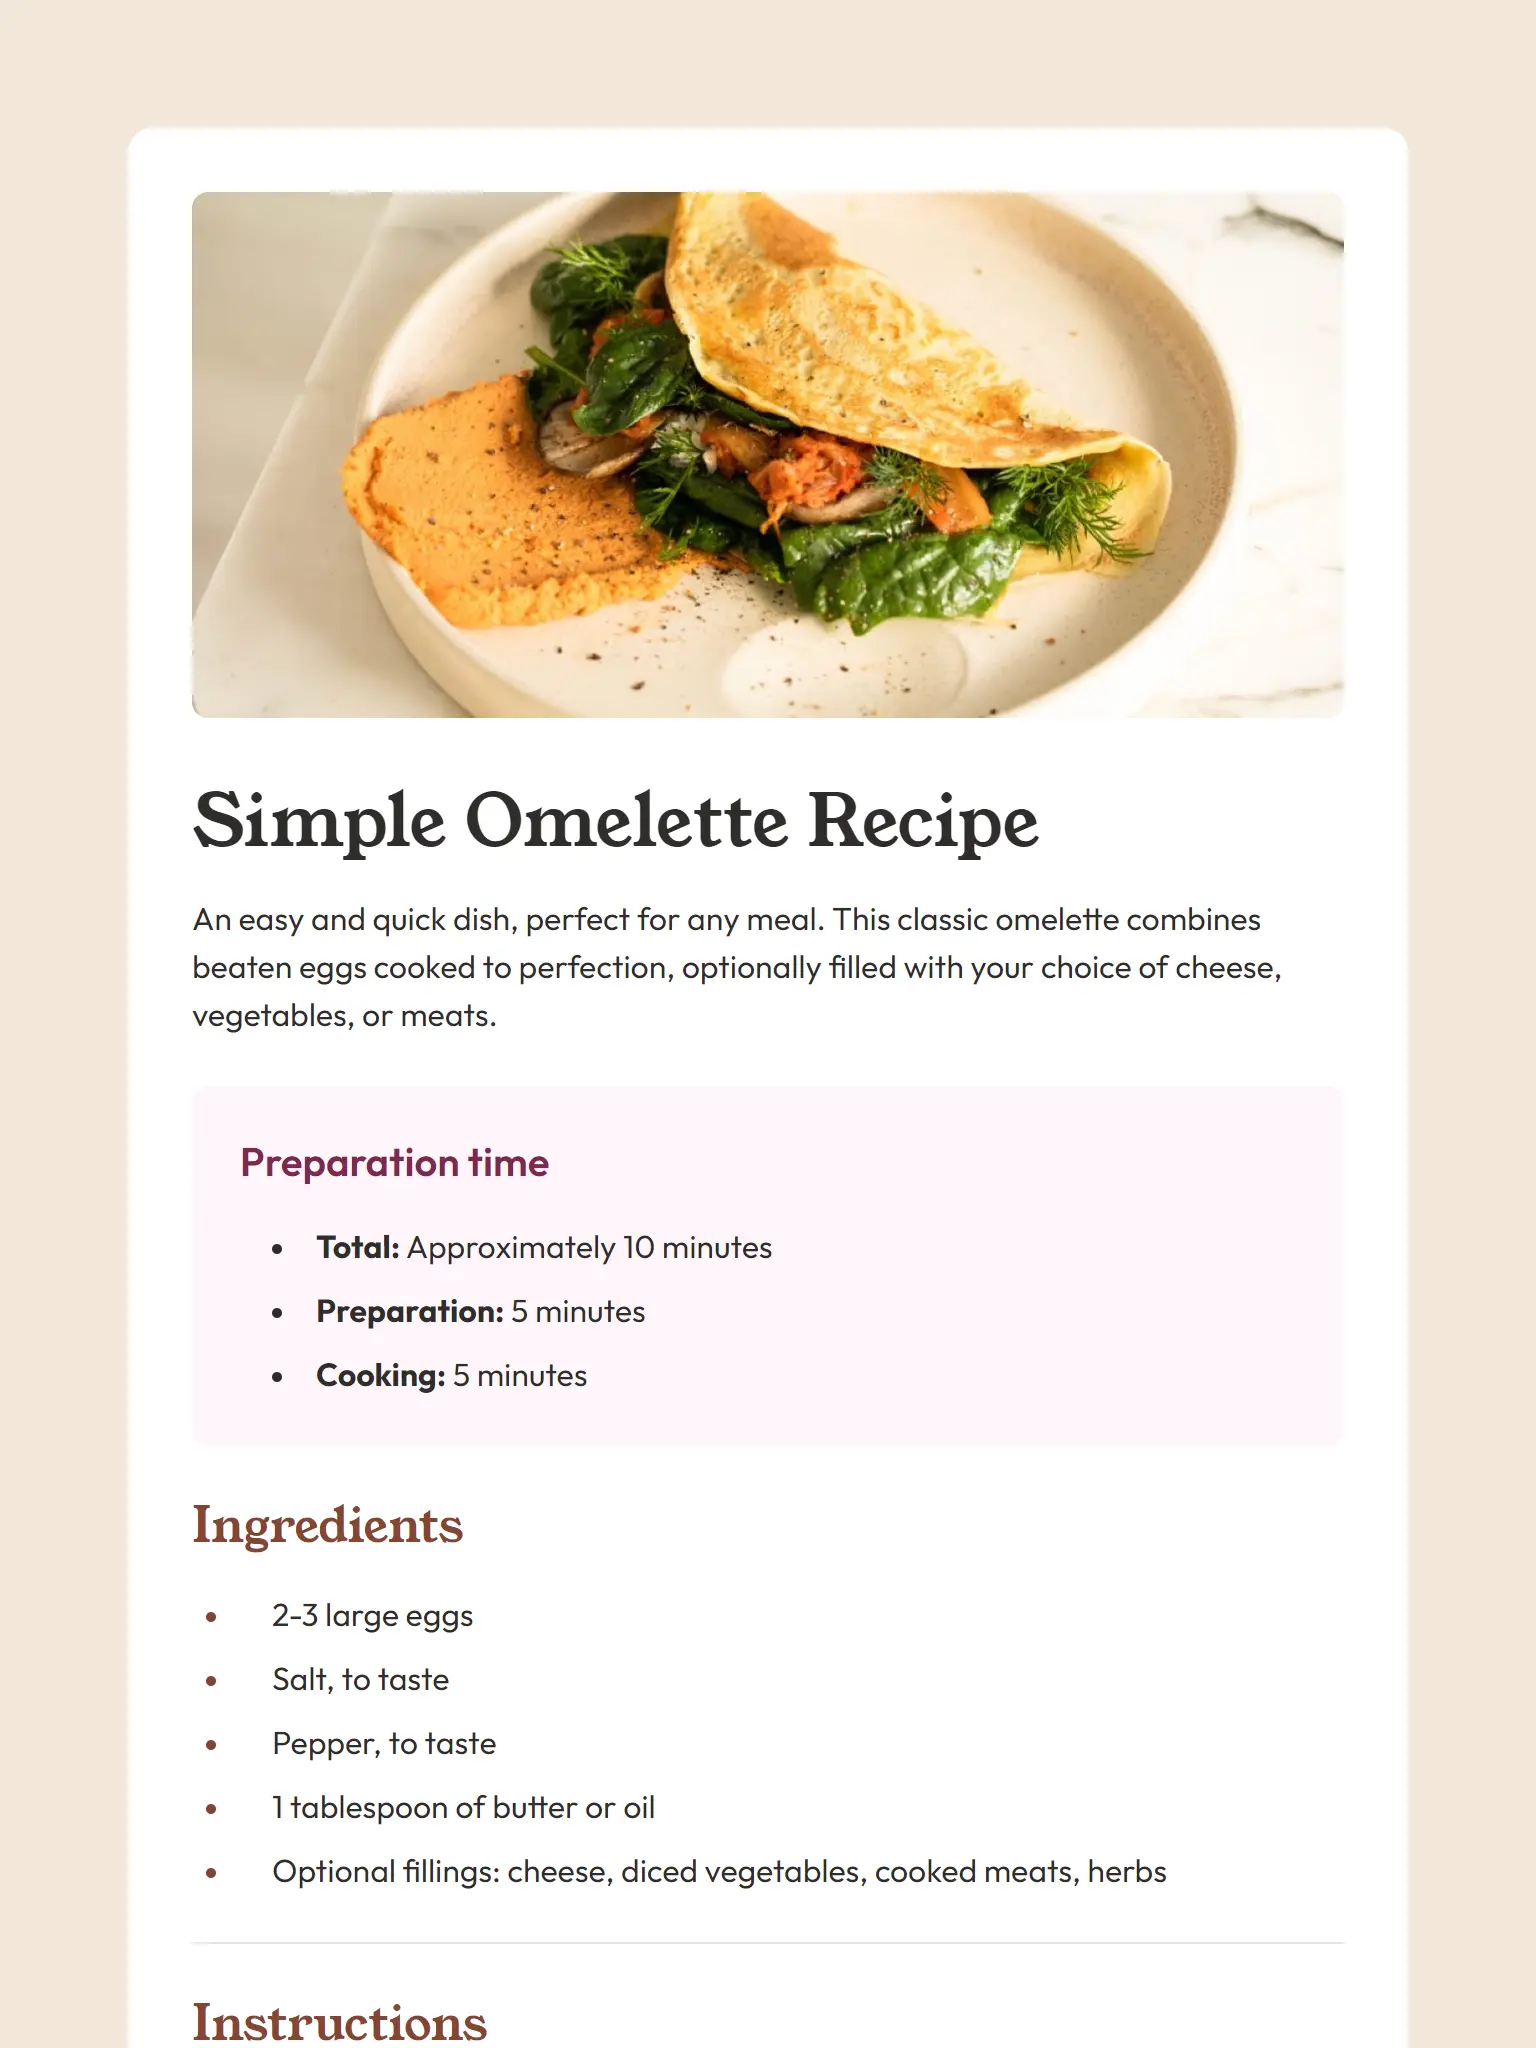 Simple Omelette Recipe
An easy and quick dish, perfect for any meal. This classic omelette combines
beaten eggs cooked to perfection, optionally filled with your choice of cheese,
vegetables, or meats.
Preparation time
• Total: Approximately 10 minutes
• Preparation: 5 minutes
• Cooking: 5 minutes
Ingredients
• 2-3 large eggs
• Salt, to taste
• Pepper, to taste
• 1 tablespoon of butter or oil
• Optional fillings: cheese, diced vegetables, cooked meats, herbs
Instructions